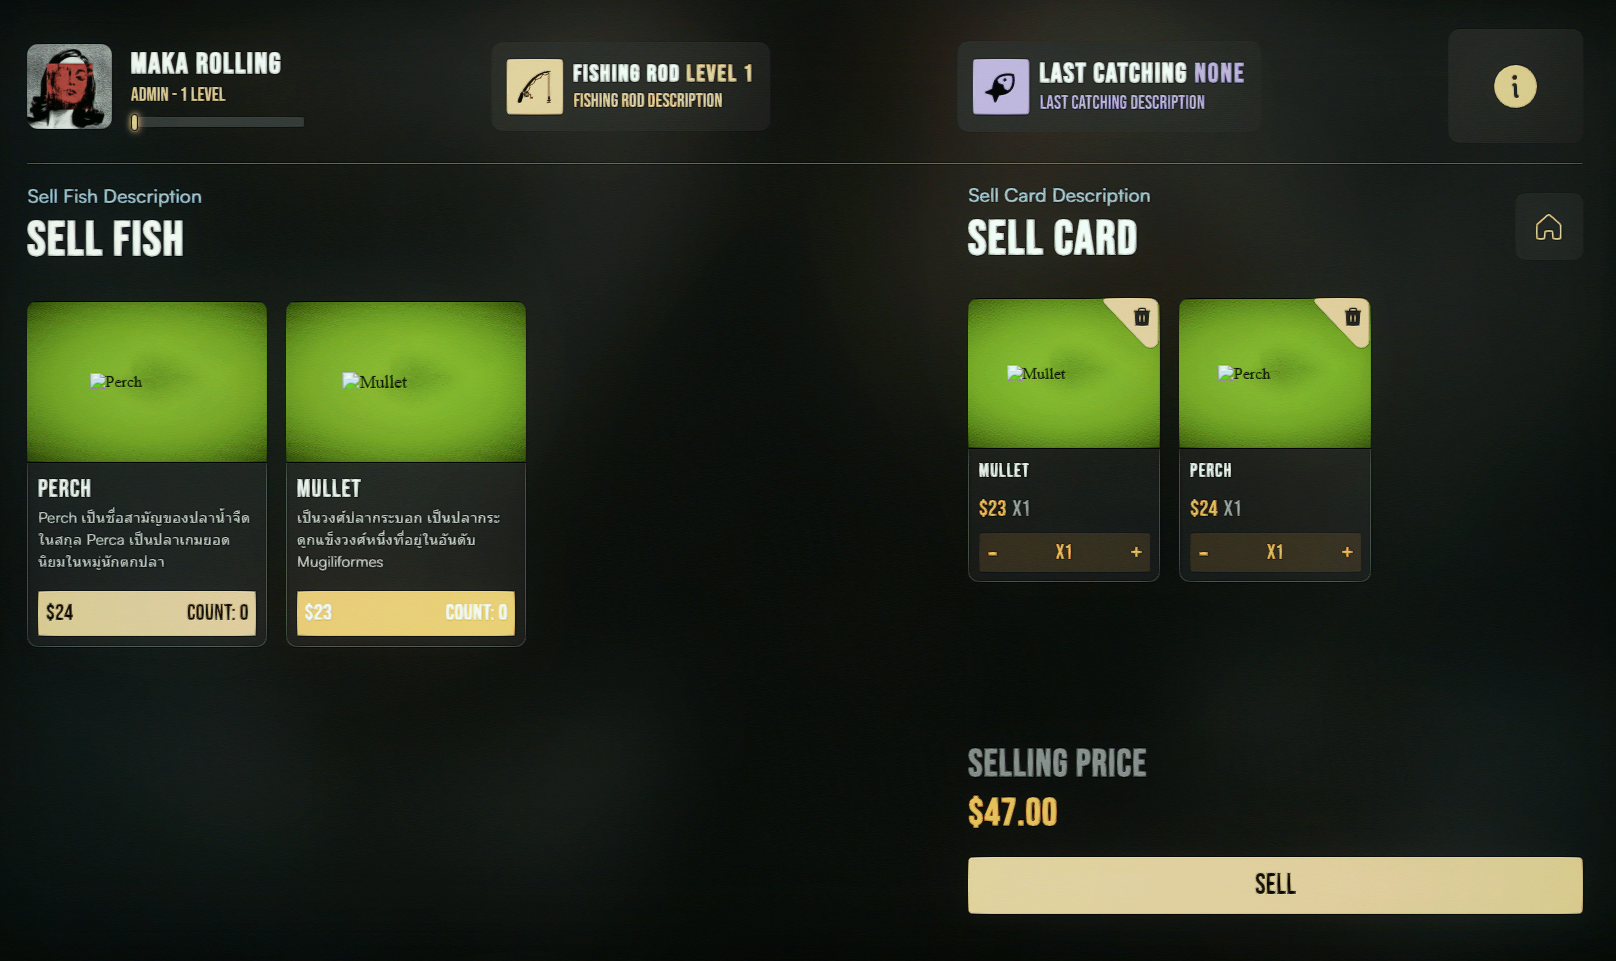 MAKA ROLLING
ADMIN - 1 LEVEL
FISHING ROD LEVEL 1
FISHING ROD DESCRIPTION
LAST CATCHING NONE
LAST CATCHING DESCRIPTION
i
Sell Fish Description
SELL FISH
Perch
PERCH
Perch เป็นชื่อสามัญของปลาน้ำจืด
ในสกุล Perca เป็นปลาเกมยอด
นิยมในหมู่นักตกปลา
$24 COUNT: 0
Mullet
MULLET
เป็นวงศ์ปลากระบอก เป็นปลากระ
ดูกแข็งวงศ์หนึ่งที่อยู่ในอันดับ
Mugiliformes
$23 COUNT: 0
Sell Card Description
SELL CARD
Mullet
MULLET
$23 X1
- X1 +
Perch
PERCH
$24 X1
- X1 +
SELLING PRICE
$47.00
SELL